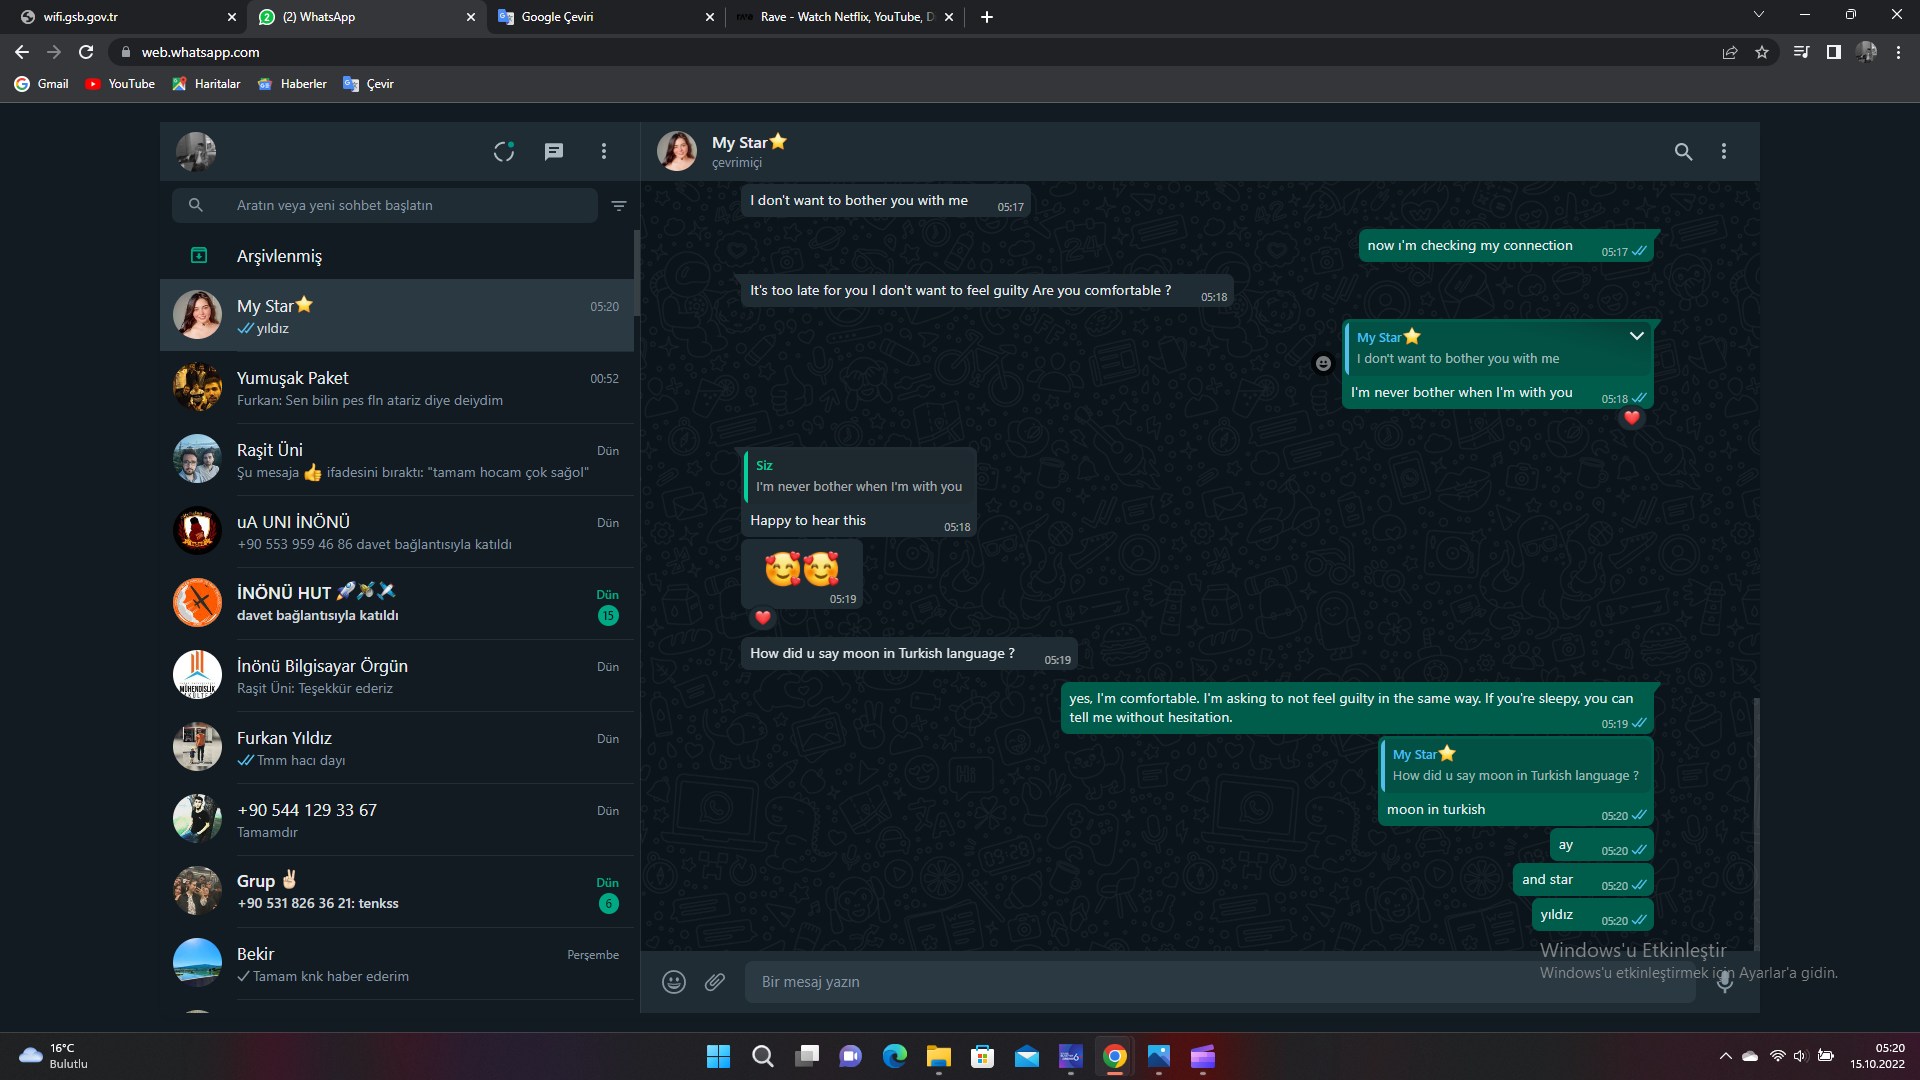 wifi.gsb.gov.tr
(2) WhatsApp
Google Çeviri
Rave - Watch Netflix, YouTube, D
web.whatsapp.com
Gmail
YouTube
Haritalar
Haberler
Çevir
Aratın veya yeni sohbet başlatın
Arşivlenmiş
My Star⭐ 05:20
yıldız
Yumuşak Paket 00:52
Furkan: Sen bilin pes fln atariz diye deiydim
Raşit Üni Dün
Şu mesaja 👍 ifadesini bıraktı: "tamam hocam çok sağol"
uA UNI İNÖNÜ Dün
+90 553 959 46 86 davet bağlantısıyla katıldı
İNÖNÜ HUT 🚀🛰️✈️ Dün
davet bağlantısıyla katıldı 15
İnönü Bilgisayar Örgün Dün
Raşit Üni: Teşekkür ederiz
Furkan Yıldız Dün
Tmm hacı dayı
+90 544 129 33 67 Dün
Tamamdır
Grup ✌🏻 Dün
+90 531 826 36 21: tenkss 6
Bekir Perşembe
Tamam knk haber ederim
My Star⭐
çevrimiçi
I don't want to bother you with me 05:17
now ı'm checking my connection 05:17
It's too late for you I don't want to feel guilty Are you comfortable ? 05:18
My Star⭐
I don't want to bother you with me
I'm never bother when I'm with you 05:18
❤️
Siz
I'm never bother when I'm with you
Happy to hear this 05:18
🥰🥰
05:19
❤️
How did u say moon in Turkish language ? 05:19
yes, I'm comfortable. I'm asking to not feel guilty in the same way. If you're sleepy, you can
tell me without hesitation. 05:19
My Star⭐
How did u say moon in Turkish language ?
moon in turkish 05:20
ay 05:20
and star 05:20
yıldız 05:20
Windows'u Etkinleştir
Windows'u etkinleştirmek için Ayarlar'a gidin.
Bir mesaj yazın
16°C
Bulutlu
05:20
15.10.2022